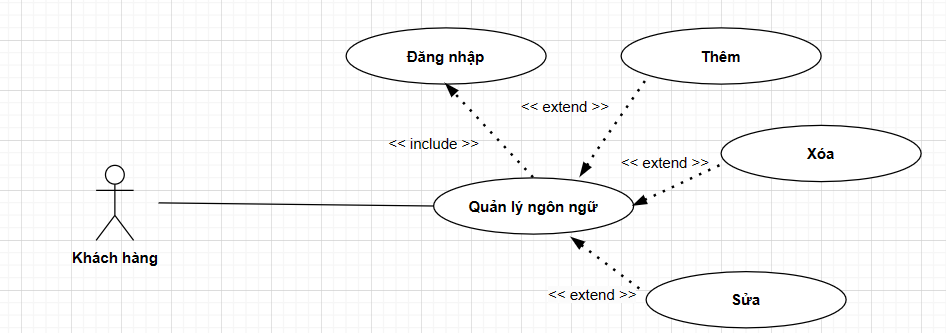 Đăng nhập
Thêm
<< extend >>
<< include >>
Xóa
<< extend >>
Quản lý ngôn ngữ
Khách hàng
<< extend >>
Sửa